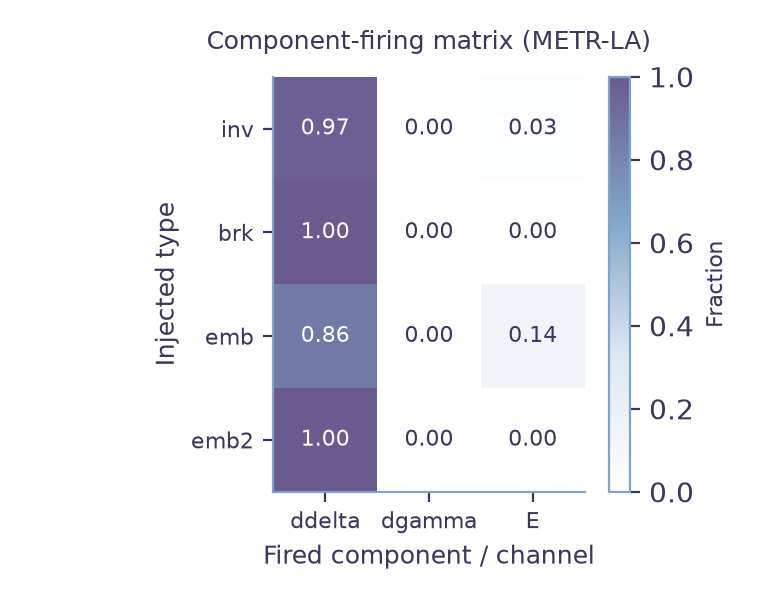 Component-firing matrix (METR-LA)
Injected type
inv 0.97 0.00 0.03
brk 1.00 0.00 0.00
emb 0.86 0.00 0.14
emb2 1.00 0.00 0.00
ddelta dgamma E
Fired component / channel
1.0
0.8
0.6
0.4
0.2
0.0
Fraction